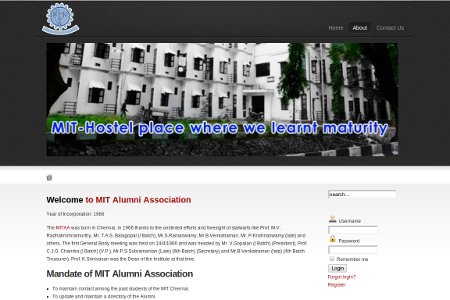 Home About Contact Us
MIT-Hostel place where we learnt maturity
search...
Welcome to MIT Alumni Association
Year of Incorporation: 1966
The MITAA was born in Chennai, in 1966 thanks to the unstinted efforts and foresight of stalwarts like Prof.M.V.
Radhakrishnamurthy, Mr. T.A.S. Balagopal (I Batch), Mr.S.Ramaswamy, Mr.B.Venkatraman, Mr. P.Krishnaswamy (late) and
others. The first General Body meeting was held on 14/4/1966 and was headed by Mr. V.Gopalan (I Batch) (President), Prof.
C.J.G. Chandra (I Batch) (V.P), Mr.P.S.Subramanian (Late) (6th Batch) (Secretary) and Mr.B.Venkatraman (late) (4th Batch
Treasurer). Prof. K.Srinivasan was the Dean of the Institute at that time.
Mandate of MIT Alumni Association
To maintain contact among the past students of the MIT Chennai.
To update and maintain a directory of the Alumni.
Username
Password
Remember me
Login
Forgot login?
Register